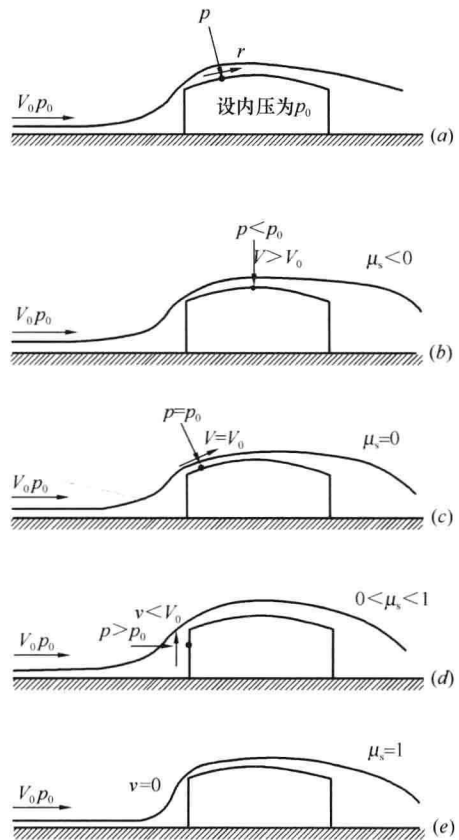 p
r
V₀p₀
设内压为p₀
(a)
p<p₀
V>V₀
μₛ<0
V₀p₀
(b)
p=p₀
V=V₀
μₛ=0
V₀p₀
(c)
0<μₛ<1
v<V₀
p>p₀
V₀p₀
(d)
μₛ=1
v=0
V₀p₀
(e)